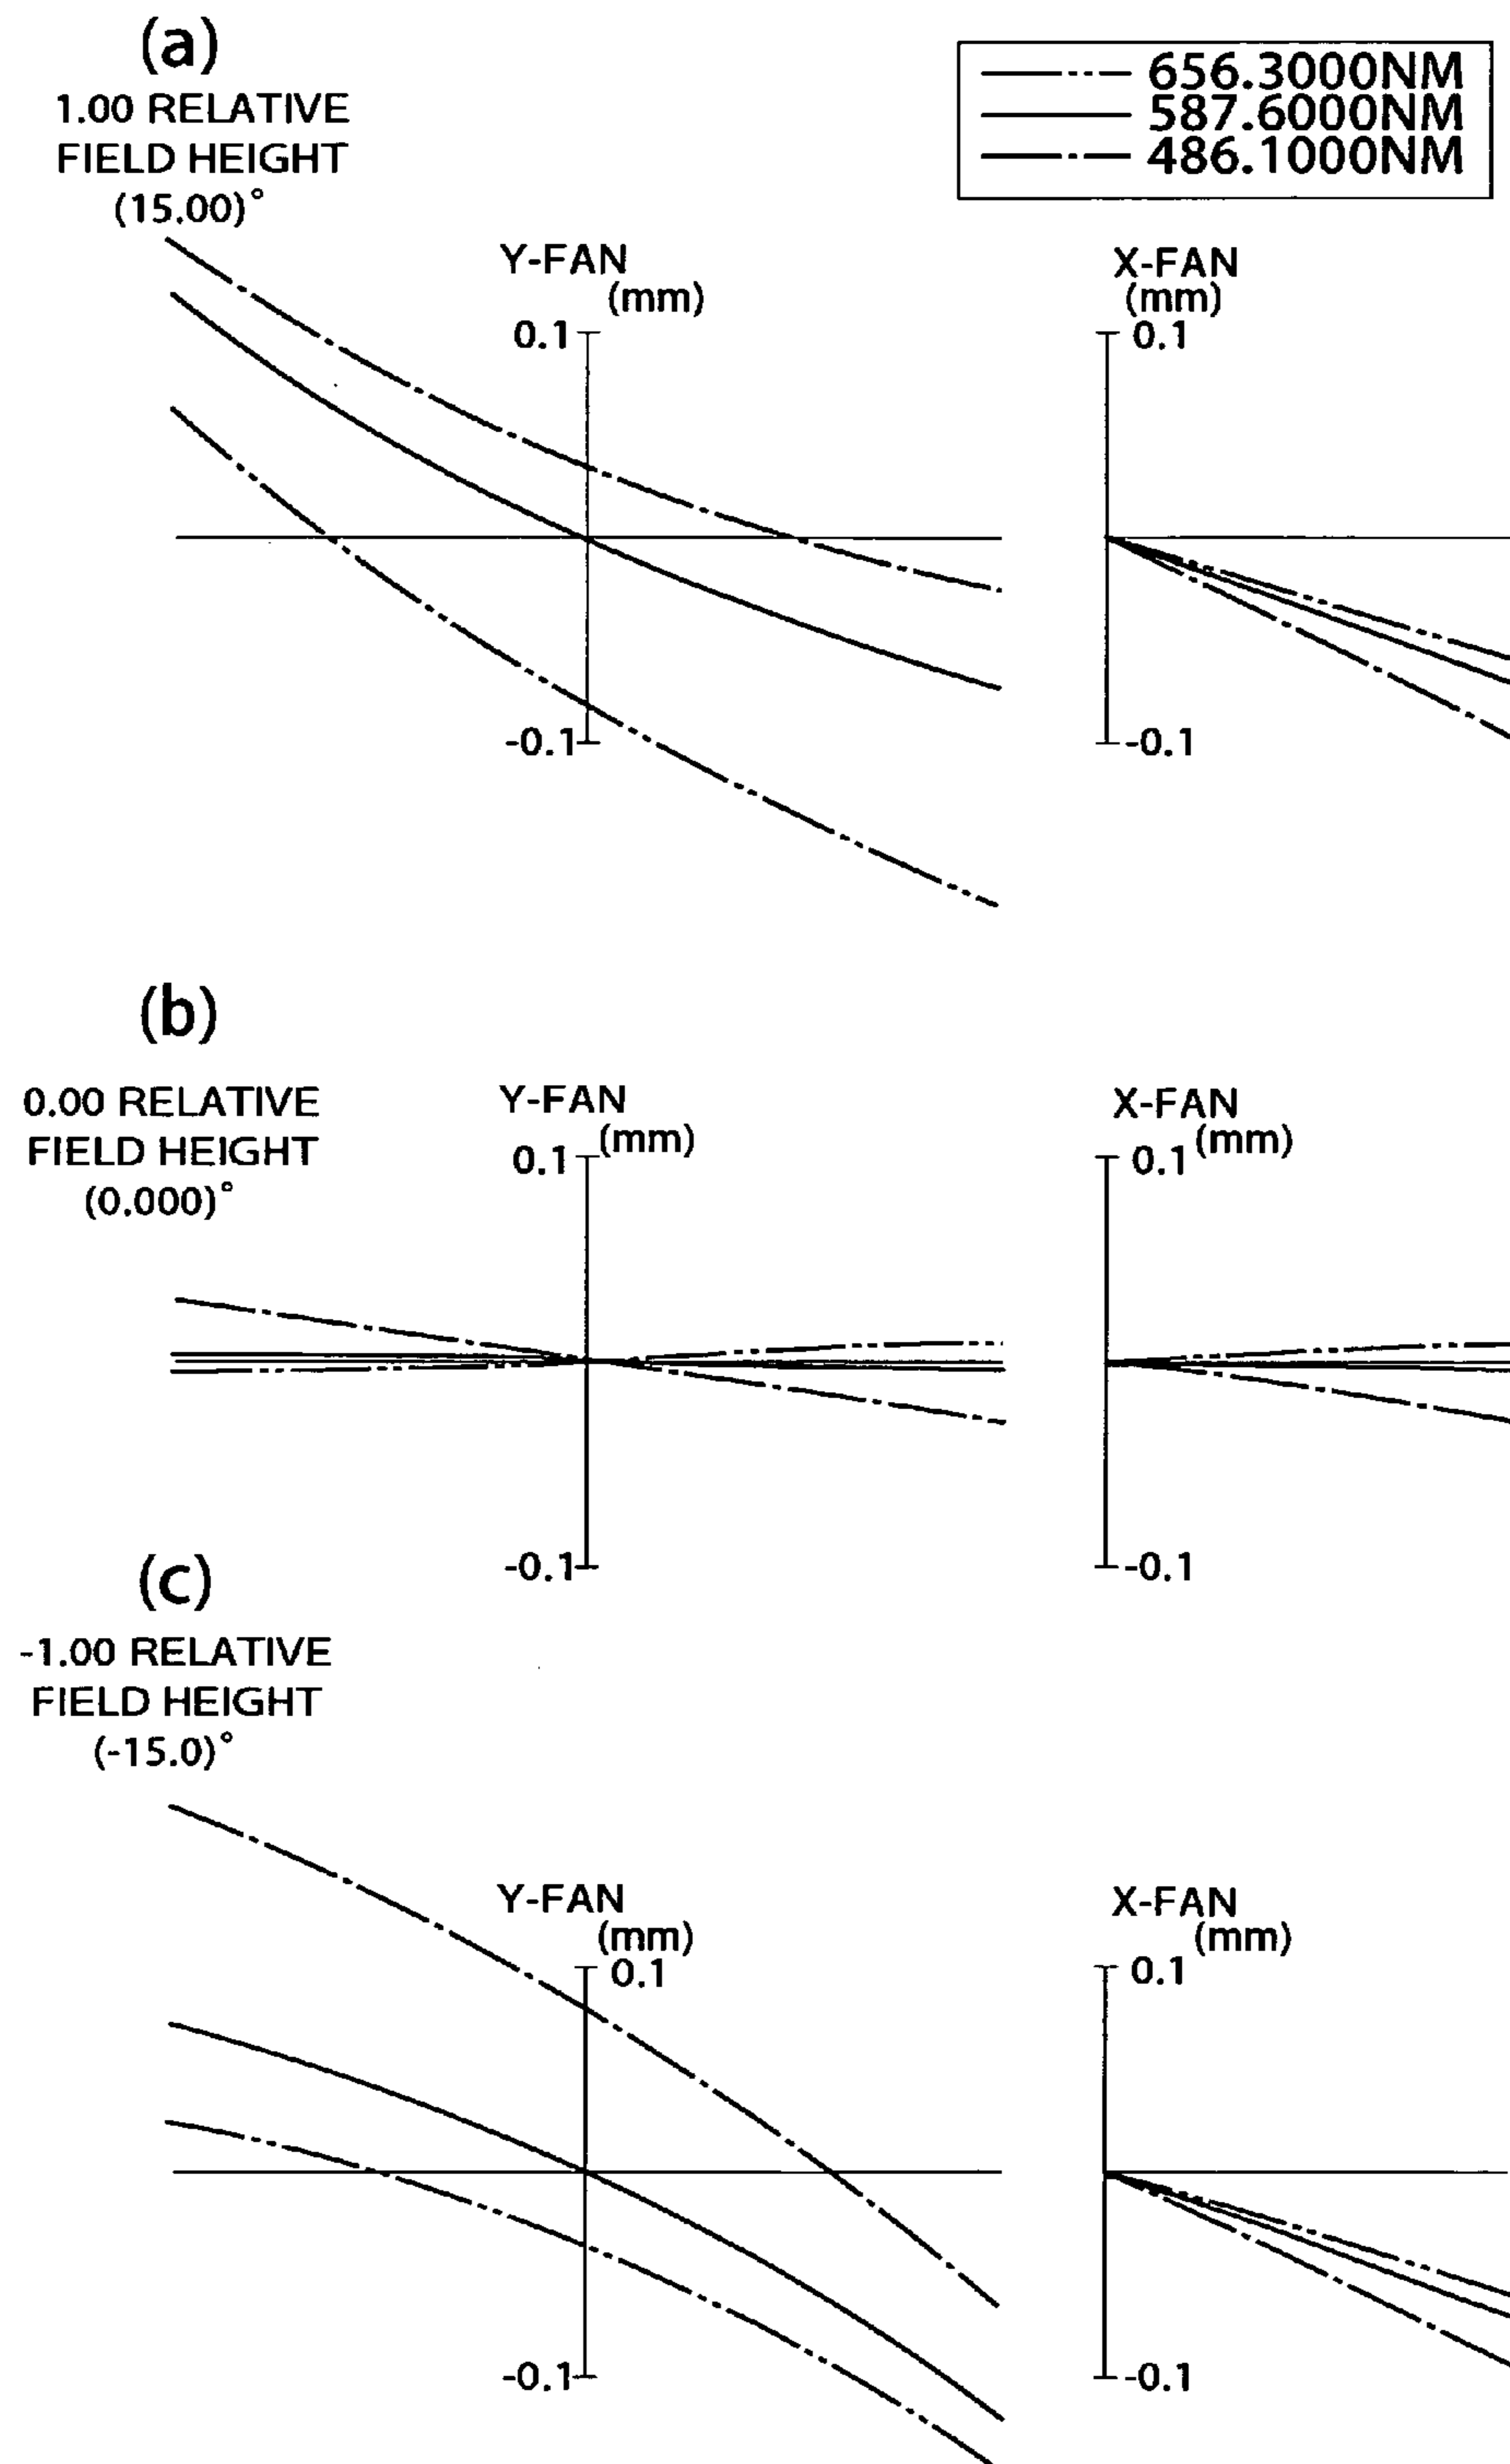 (a)
1.00 RELATIVE
FIELD HEIGHT
(15.00)°
656.3000NM
587.6000NM
486.1000NM
Y-FAN
(mm)
0.1
-0.1
X-FAN
(mm)
0.1
-0.1
(b)
0.00 RELATIVE
FIELD HEIGHT
(0.000)°
Y-FAN
(mm)
0.1
-0.1
X-FAN
(mm)
0.1
-0.1
(c)
-1.00 RELATIVE
FIELD HEIGHT
(-15.0)°
Y-FAN
(mm)
0.1
-0.1
X-FAN
(mm)
0.1
-0.1